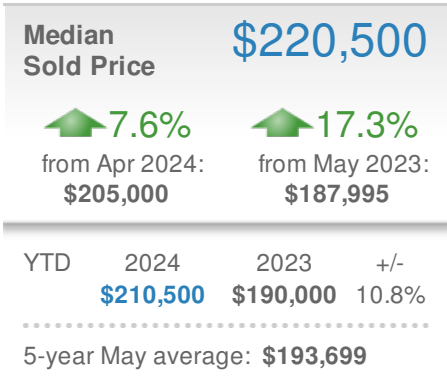 Median $220,500
Sold Price
7.6% 17.3%
from Apr 2024: from May 2023:
$205,000 $187,995
YTD 2024 2023 +/-
$210,500 $190,000 10.8%
5-year May average: $193,699